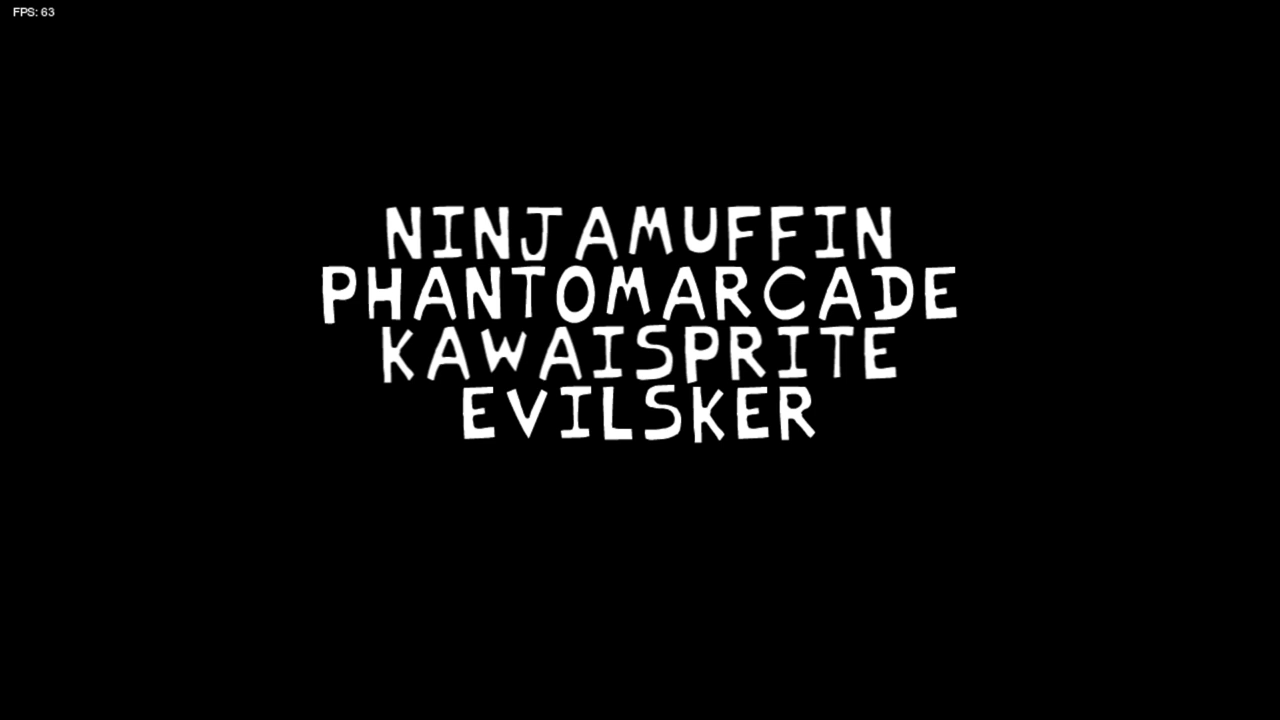 FPS: 63
NINJAMUFFIN
PHANTOMARCADE
KAWAISPRITE
EVILSKER